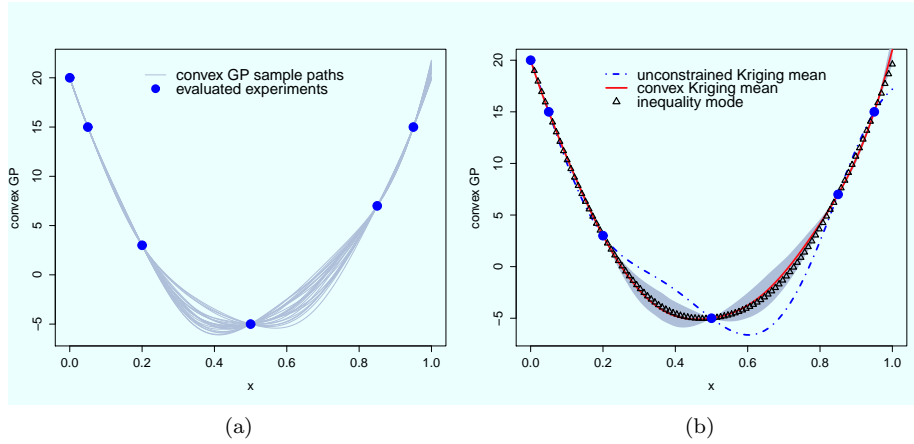 convex GP sample paths
evaluated experiments
convex GP
20
15
10
5
0
−5
0.0 0.2 0.4 0.6 0.8 1.0
x
(a)
unconstrained Kriging mean
convex Kriging mean
inequality mode
convex GP
20
15
10
5
0
−5
0.0 0.2 0.4 0.6 0.8 1.0
x
(b)